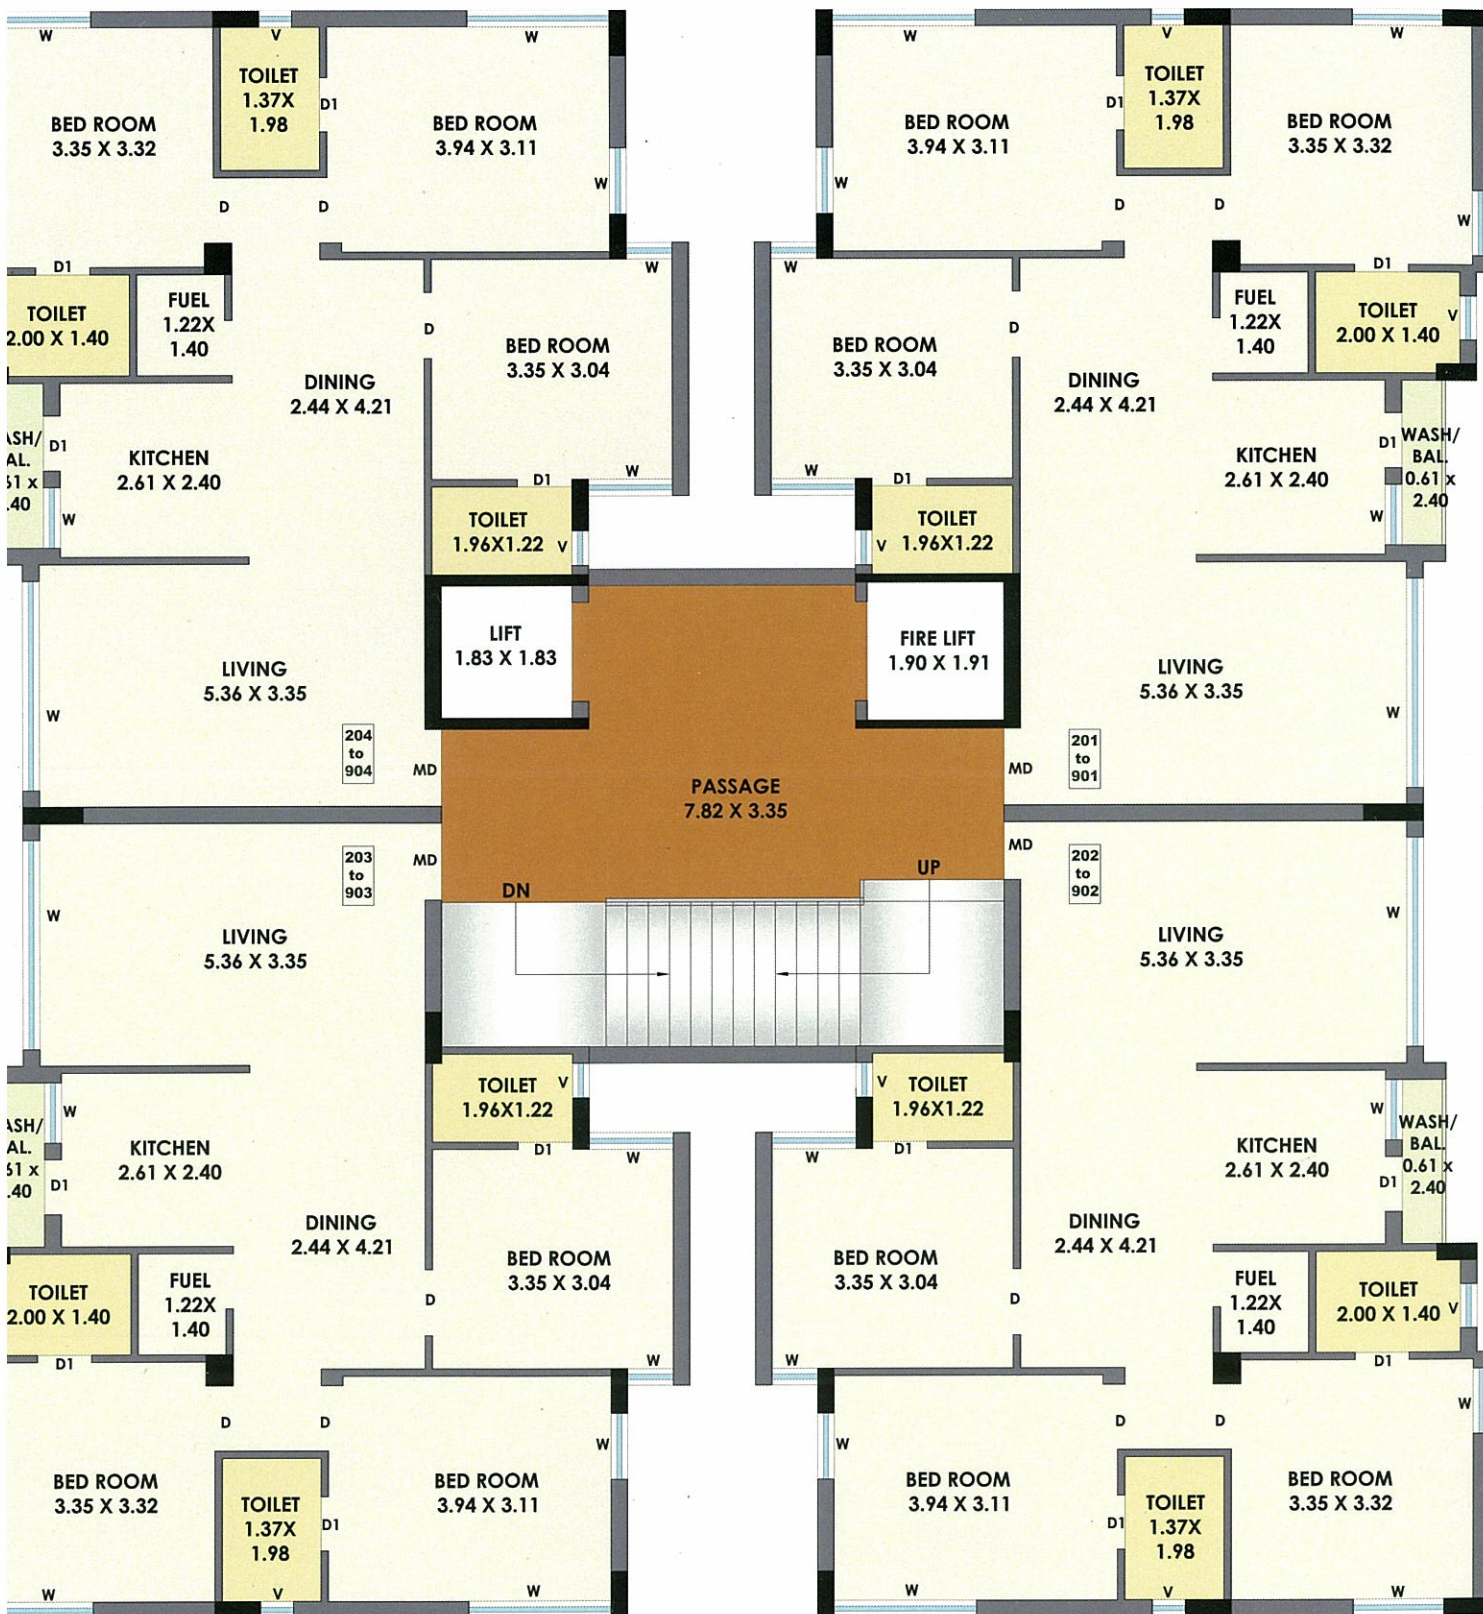 W
V
W
W
V
W
TOILET
1.37X
1.98
D1
BED ROOM
3.35 X 3.32
BED ROOM
3.94 X 3.11
W
D
D
BED ROOM
3.94 X 3.11
D1
TOILET
1.37X
1.98
BED ROOM
3.35 X 3.32
W
D
D
W
D1
W
W
D1
TOILET
2.00 X 1.40
FUEL
1.22X
1.40
D
BED ROOM
3.35 X 3.04
BED ROOM
3.35 X 3.04
D
FUEL
1.22X
1.40
TOILET
2.00 X 1.40
V
DINING
2.44 X 4.21
DINING
2.44 X 4.21
D1
KITCHEN
2.61 X 2.40
W
W
D1
W
W
D1
KITCHEN
2.61 X 2.40
D1
W
WASH/
BAL.
0.61 x
2.40
TOILET
1.96X1.22
V
V
TOILET
1.96X1.22
LIFT
1.83 X 1.83
FIRE LIFT
1.90 X 1.91
LIVING
5.36 X 3.35
LIVING
5.36 X 3.35
W
W
204
to
904
MD
PASSAGE
7.82 X 3.35
MD
201
to
901
203
to
903
MD
MD
202
to
902
DN
UP
W
W
LIVING
5.36 X 3.35
LIVING
5.36 X 3.35
TOILET
1.96X1.22
V
V
TOILET
1.96X1.22
W
KITCHEN
2.61 X 2.40
D1
D1
W
W
D1
KITCHEN
2.61 X 2.40
W
D1
WASH/
BAL.
0.61 x
2.40
DINING
2.44 X 4.21
DINING
2.44 X 4.21
BED ROOM
3.35 X 3.04
BED ROOM
3.35 X 3.04
TOILET
2.00 X 1.40
FUEL
1.22X
1.40
D
D
FUEL
1.22X
1.40
TOILET
2.00 X 1.40
V
D1
W
W
D1
D
D
W
W
D
D
W
BED ROOM
3.35 X 3.32
TOILET
1.37X
1.98
D1
BED ROOM
3.94 X 3.11
BED ROOM
3.94 X 3.11
D1
TOILET
1.37X
1.98
BED ROOM
3.35 X 3.32
W
V
W
W
V
W